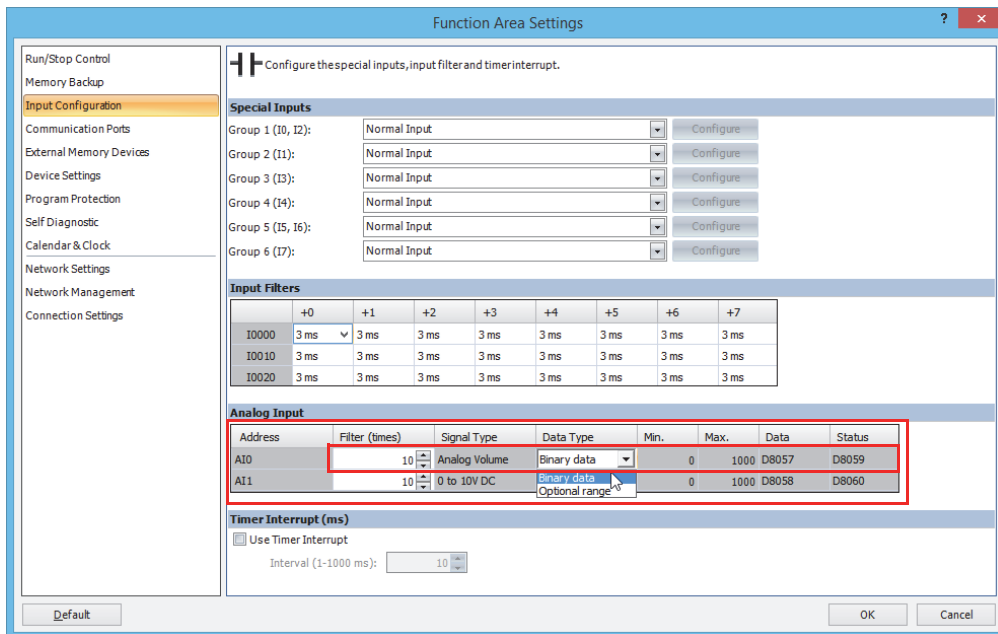 Function Area Settings
?
×
Run/Stop Control
Memory Backup
Input Configuration
Communication Ports
External Memory Devices
Device Settings
Program Protection
Self Diagnostic
Calendar & Clock
Network Settings
Network Management
Connection Settings
Configure the special inputs, input filter and timer interrupt.
Special Inputs
Group 1 (I0, I2): Normal Input Configure
Group 2 (I1): Normal Input Configure
Group 3 (I3): Normal Input Configure
Group 4 (I4): Normal Input Configure
Group 5 (I5, I6): Normal Input Configure
Group 6 (I7): Normal Input Configure
Input Filters
+0 +1 +2 +3 +4 +5 +6 +7
I0000 3 ms 3 ms 3 ms 3 ms 3 ms 3 ms 3 ms 3 ms
I0010 3 ms 3 ms 3 ms 3 ms 3 ms 3 ms 3 ms 3 ms
I0020 3 ms 3 ms 3 ms 3 ms 3 ms 3 ms 3 ms 3 ms
Analog Input
Address Filter (times) Signal Type Data Type Min. Max. Data Status
AI0 10 Analog Volume Binary data 0 1000 D8057 D8059
AI1 10 0 to 10V DC Binary data 0 1000 D8058 D8060
Optional range
Timer Interrupt (ms)
Use Timer Interrupt
Interval (1-1000 ms): 10
Default
OK
Cancel